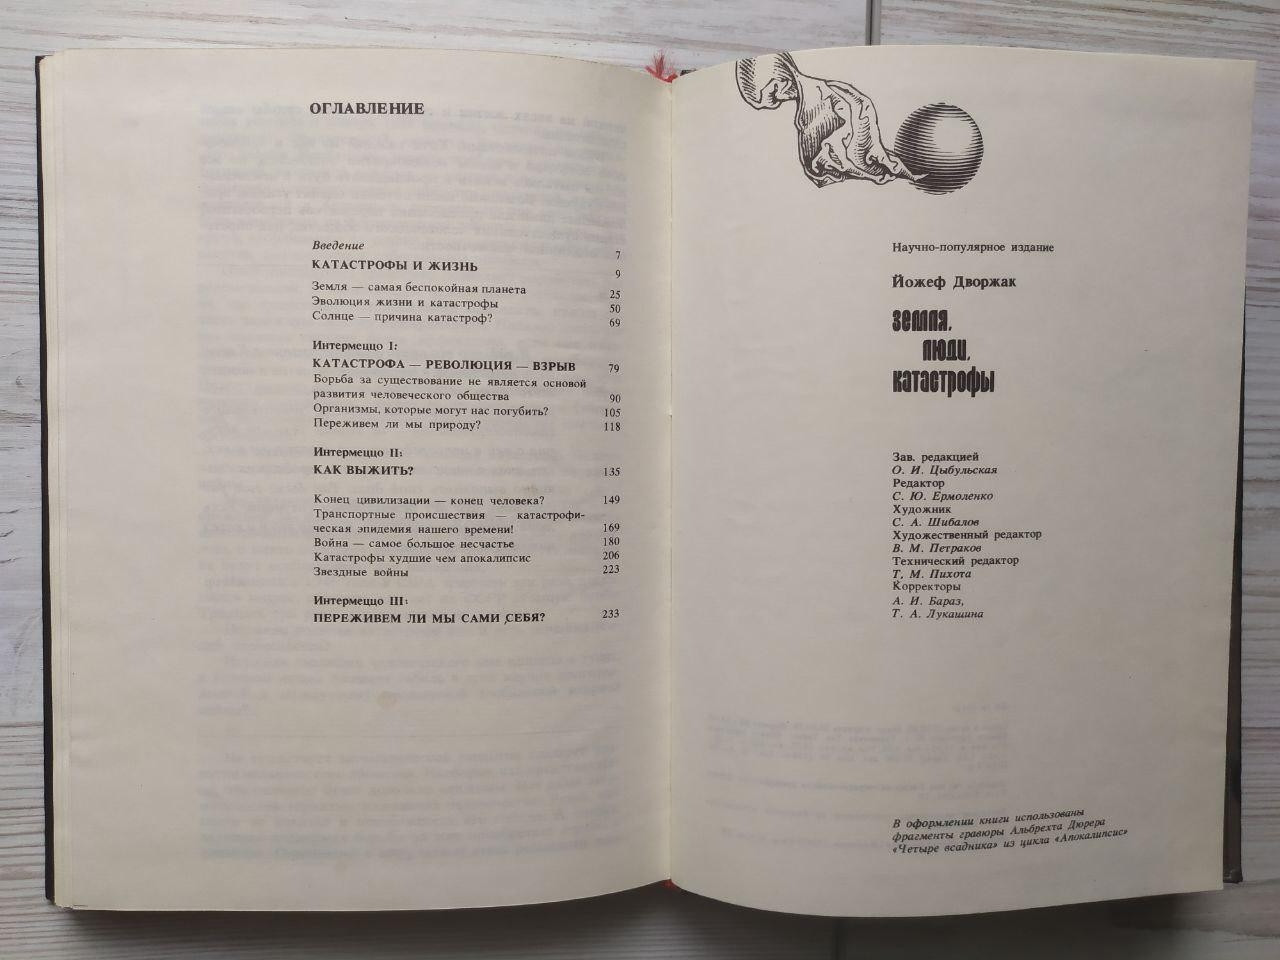 ОГЛАВЛЕНИЕ
Введение 7
КАТАСТРОФЫ И ЖИЗНЬ 9
Земля — самая беспокойная планета 25
Эволюция жизни и катастрофы 50
Солнце — причина катастроф? 69
Интермеццо I:
КАТАСТРОФА — РЕВОЛЮЦИЯ — ВЗРЫВ 79
Борьба за существование не является основой
развития человеческого общества 90
Организмы, которые могут нас погубить? 105
Переживем ли мы природу? 118
Интермеццо II:
КАК ВЫЖИТЬ? 135
Конец цивилизации — конец человека? 149
Транспортные происшествия — катастрофи-
ческая эпидемия нашего времени! 169
Война — самое большое несчастье 180
Катастрофы худшие чем апокалипсис 206
Звездные войны 223
Интермеццо III:
ПЕРЕЖИВЕМ ЛИ МЫ САМИ СЕБЯ? 233
Научно-популярное издание
Йожеф Дворжак
земля,
люди,
катастрофы
Зав. редакцией
О. И. Цыбульская
Редактор
С. Ю. Ермоленко
Художник
С. А. Шибалов
Художественный редактор
В. М. Петраков
Технический редактор
Т. М. Пихота
Корректоры
А. И. Бараз,
Т. А. Лукашина
В оформлении книги использованы
фрагменты гравюры Альбрехта Дюрера
«Четыре всадника» из цикла «Апокалипсис»